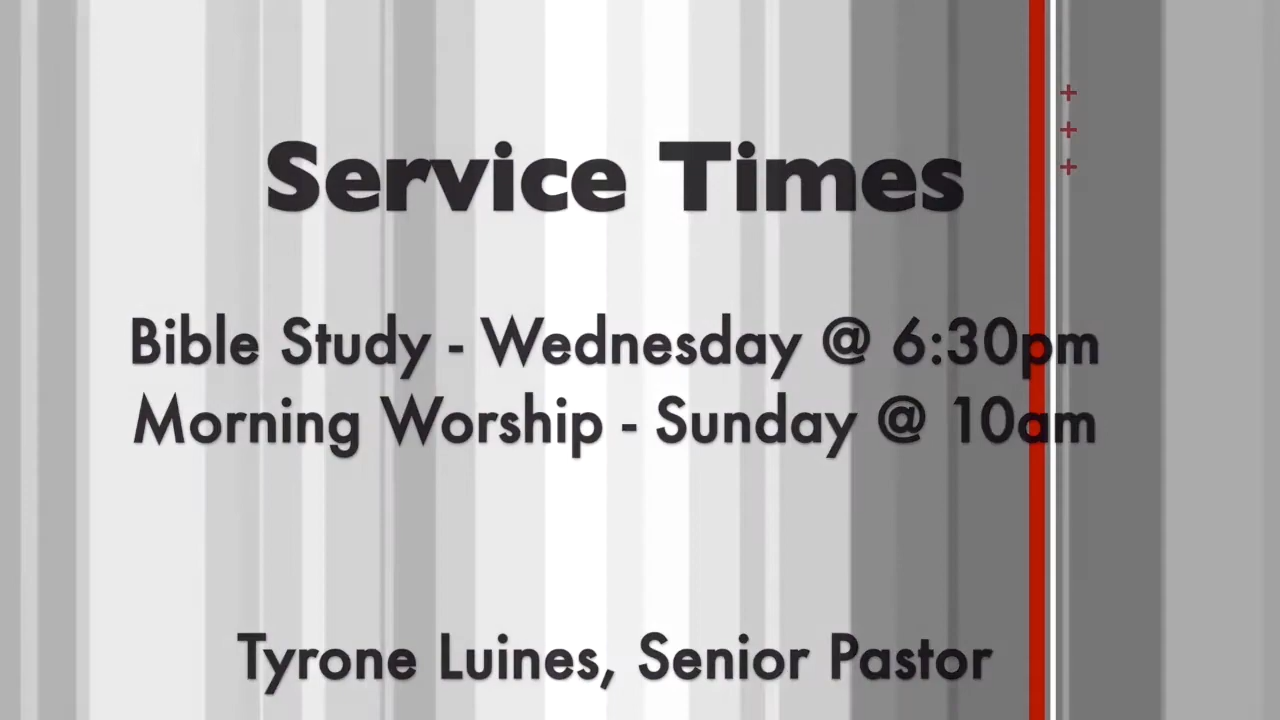 Service Times
Bible Study - Wednesday @ 6:30pm
Morning Worship - Sunday @ 10am
Tyrone Luines, Senior Pastor